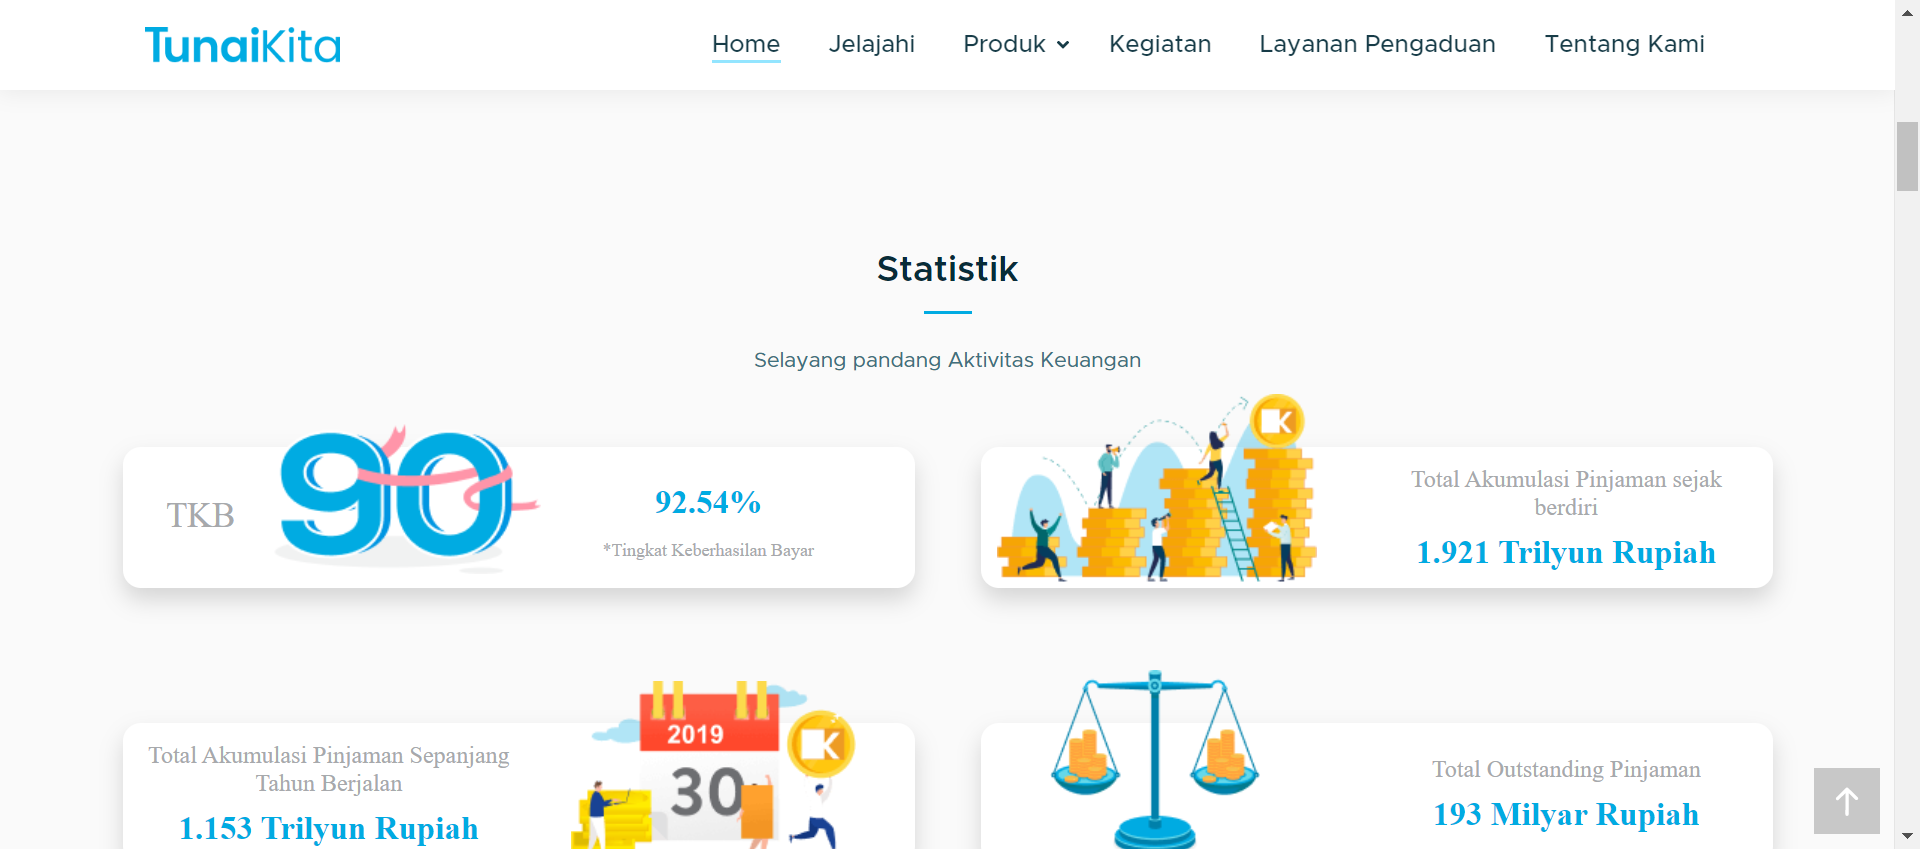 TunaiKita
Home Jelajahi Produk Kegiatan Layanan Pengaduan Tentang Kami
Statistik
Selayang pandang Aktivitas Keuangan
TKB
90
92.54%
*Tingkat Keberhasilan Bayar
K
Total Akumulasi Pinjaman sejak
berdiri
1.921 Trilyun Rupiah
Total Akumulasi Pinjaman Sepanjang
Tahun Berjalan
1.153 Trilyun Rupiah
2019
30
K
Total Outstanding Pinjaman
193 Milyar Rupiah